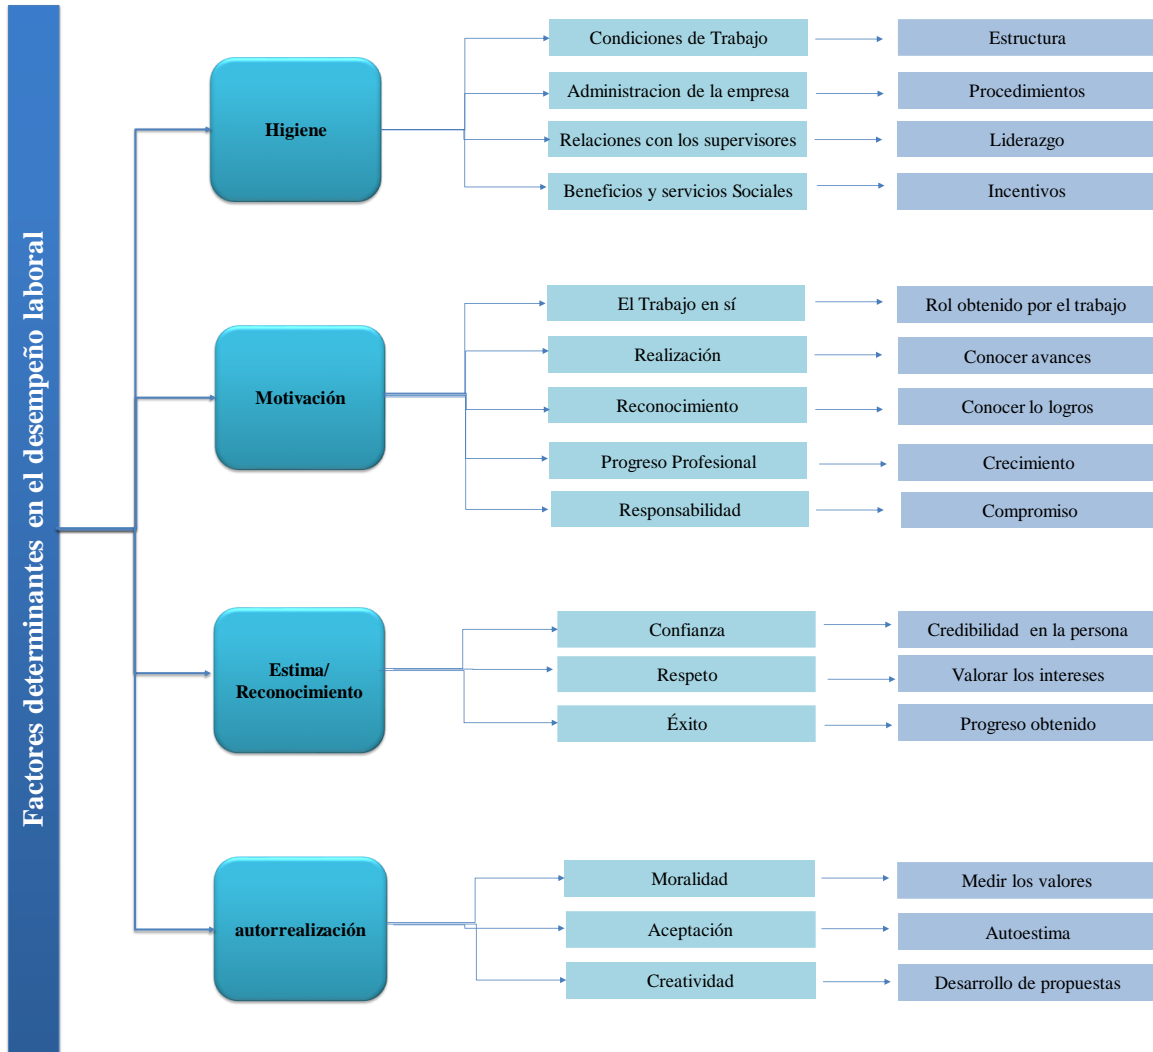 Factores determinantes en el desempeño laboral
Higiene
Condiciones de Trabajo
Estructura
Administracion de la empresa
Procedimientos
Relaciones con los supervisores
Liderazgo
Beneficios y servicios Sociales
Incentivos
Motivación
El Trabajo en sí
Rol obtenido por el trabajo
Realización
Conocer avances
Reconocimiento
Conocer lo logros
Progreso Profesional
Crecimiento
Responsabilidad
Compromiso
Estima/
Reconocimiento
Confianza
Credibilidad en la persona
Respeto
Valorar los intereses
Éxito
Progreso obtenido
autorrealización
Moralidad
Medir los valores
Aceptación
Autoestima
Creatividad
Desarrollo de propuestas